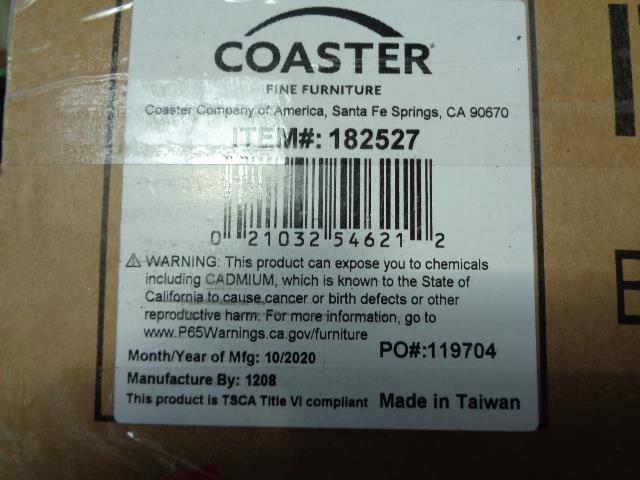 COASTER
FINE FURNITURE
Coaster Company of America, Santa Fe Springs, CA 90670
ITEM#: 182527
0 21032 54621 2
⚠ WARNING: This product can expose you to chemicals
including CADMIUM, which is known to the State of
California to cause cancer or birth defects or other
reproductive harm. For more information, go to
www.P65Warnings.ca.gov/furniture
Month/Year of Mfg: 10/2020 PO#:119704
Manufacture By: 1208
This product is TSCA Title VI compliant Made in Taiwan